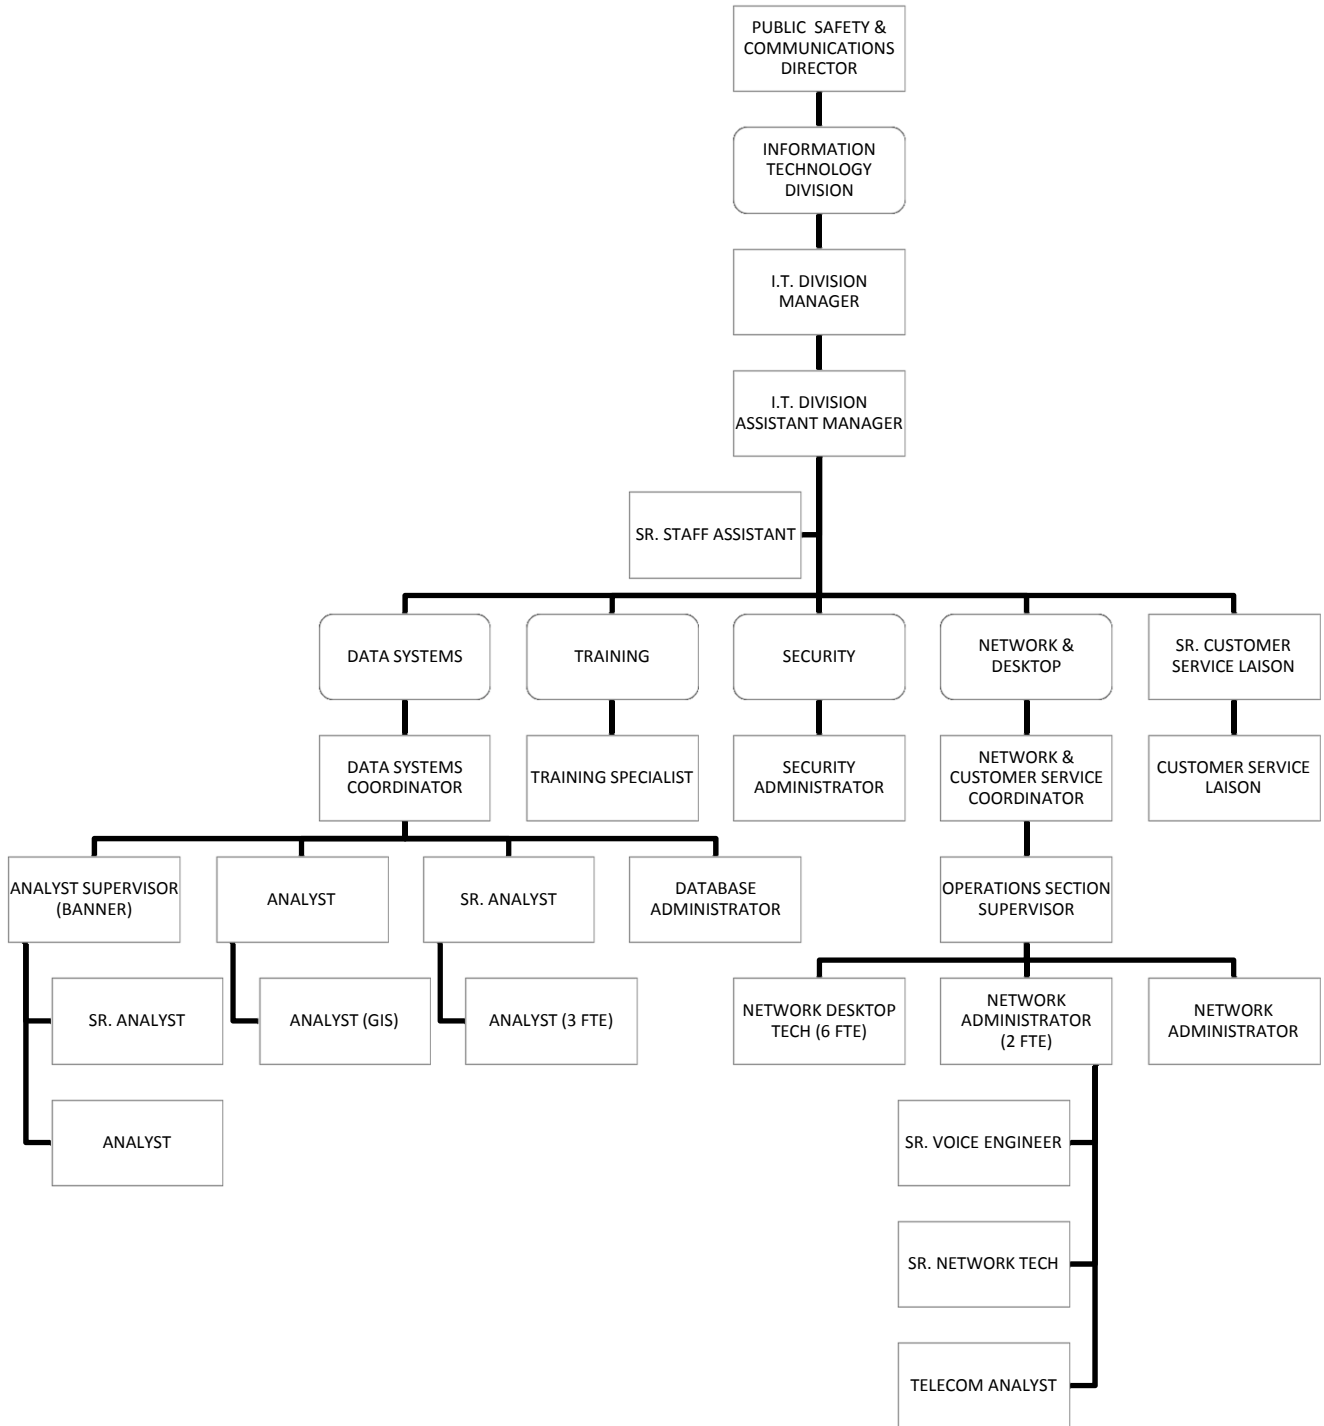 PUBLIC  SAFETY &
COMMUNICATIONS
DIRECTOR
INFORMATION
TECHNOLOGY
DIVISION
I.T. DIVISION
MANAGER
I.T. DIVISION
ASSISTANT MANAGER
SR. STAFF ASSISTANT
DATA SYSTEMS
TRAINING
SECURITY
NETWORK &
DESKTOP
SR. CUSTOMER
SERVICE LAISON
DATA SYSTEMS
COORDINATOR
TRAINING SPECIALIST
SECURITY
ADMINISTRATOR
NETWORK &
CUSTOMER SERVICE
COORDINATOR
CUSTOMER SERVICE
LAISON
ANALYST SUPERVISOR
(BANNER)
ANALYST
SR. ANALYST
DATABASE
ADMINISTRATOR
OPERATIONS SECTION
SUPERVISOR
SR. ANALYST
ANALYST (GIS)
ANALYST (3 FTE)
NETWORK DESKTOP
TECH (6 FTE)
NETWORK
ADMINISTRATOR
(2 FTE)
NETWORK
ADMINISTRATOR
ANALYST
SR. VOICE ENGINEER
SR. NETWORK TECH
TELECOM ANALYST